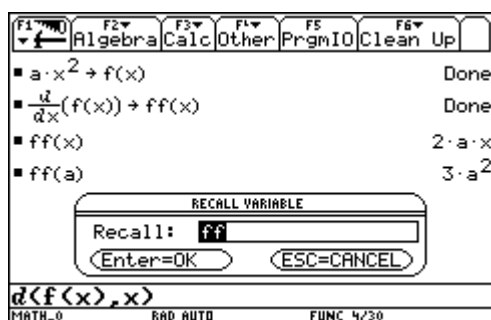 F1 F2 F3 F4 F5 F6
Algebra Calc Other PrgmIO Clean Up
a·x² → f(x) Done
d/dx(f(x)) → ff(x) Done
ff(x) 2·a·x
ff(a) 3·a²
RECALL VARIABLE
Recall: ff
Enter=OK ESC=CANCEL
d(f(x),x)
MATH_0 RAD AUTO FUNC 4/30